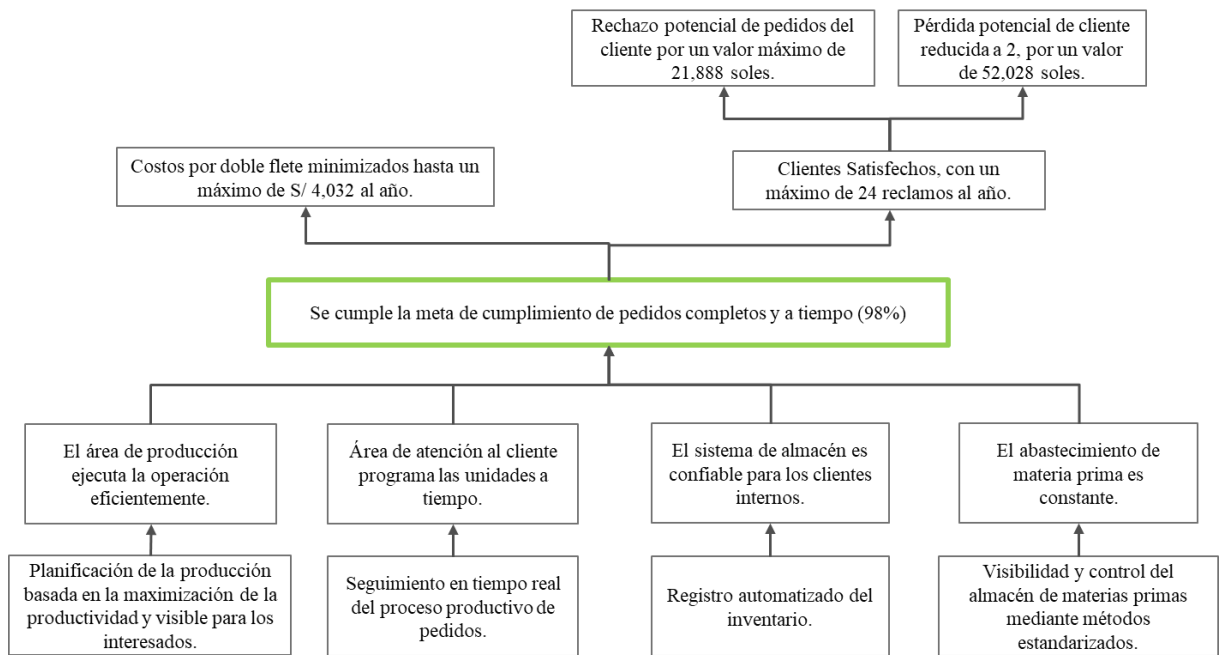 Rechazo potencial de pedidos del
cliente por un valor máximo de
21,888 soles.
Pérdida potencial de cliente
reducida a 2, por un valor
de 52,028 soles.
Costos por doble flete minimizados hasta un
máximo de S/ 4,032 al año.
Clientes Satisfechos, con un
máximo de 24 reclamos al año.
Se cumple la meta de cumplimiento de pedidos completos y a tiempo (98%)
El área de producción
ejecuta la operación
eficientemente.
Área de atención al cliente
programa las unidades a
tiempo.
El sistema de almacén es
confiable para los clientes
internos.
El abastecimiento de
materia prima es
constante.
Planificación de la producción
basada en la maximización de la
productividad y visible para los
interesados.
Seguimiento en tiempo real
del proceso productivo de
pedidos.
Registro automatizado del
inventario.
Visibilidad y control del
almacén de materias primas
mediante métodos
estandarizados.